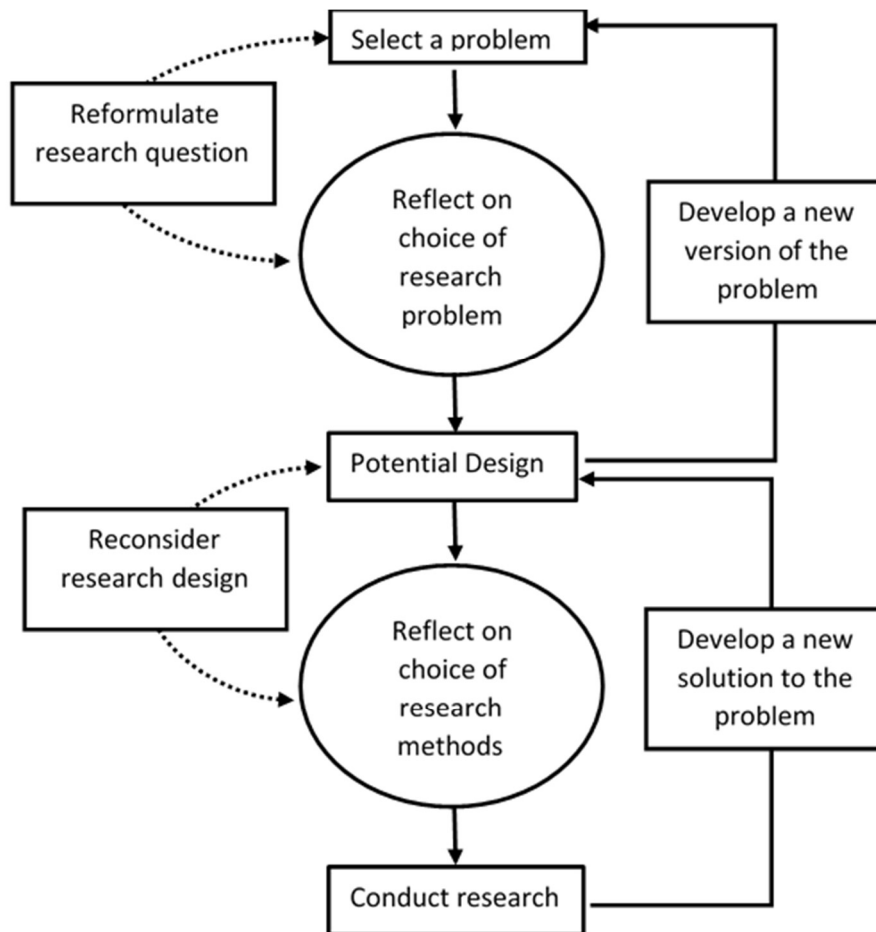 Select a problem
Reformulate
research question
Reflect on
choice of
research
problem
Develop a new
version of the
problem
Potential Design
Reconsider
research design
Reflect on
choice of
research
methods
Develop a new
solution to the
problem
Conduct research